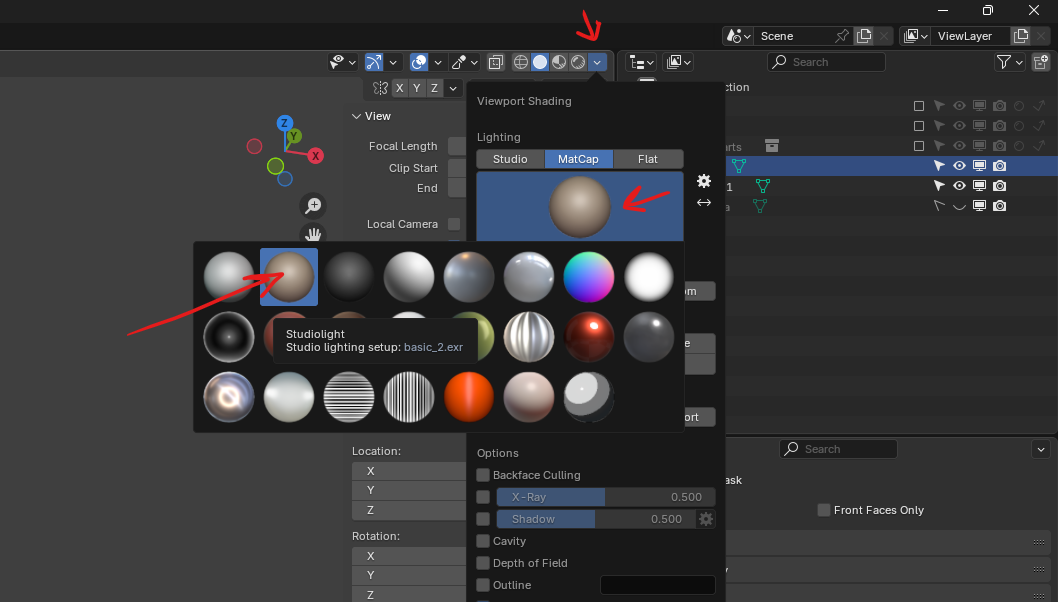 Scene
ViewLayer
Search
X Y Z
Viewport Shading
ction
View
Lighting
Focal Length
Studio MatCap Flat
Clip Start
End
1
Local Camera
Z
Y
X
om
Studiolight
Studio lighting setup: basic_2.exr
e
ort
Location:
X
Y
Z
Options
Search
Backface Culling
ask
X-Ray 0.500
Front Faces Only
Shadow 0.500
Rotation:
Cavity
X
Depth of Field
Y
Outline
Z